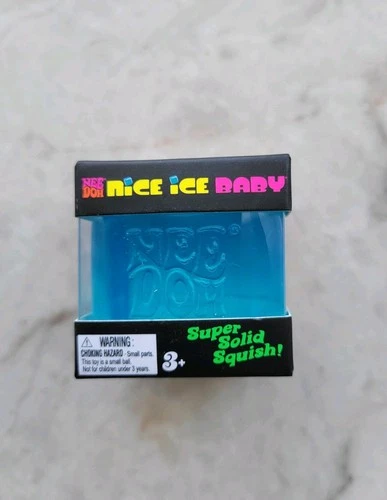 NEE DOH NiCE iCE BABY
NEE®
DOH
Super
Solid
Squish!
WARNING:
CHOKING HAZARD - Small parts.
This toy is a small ball.
Not for children under 3 years.
3+